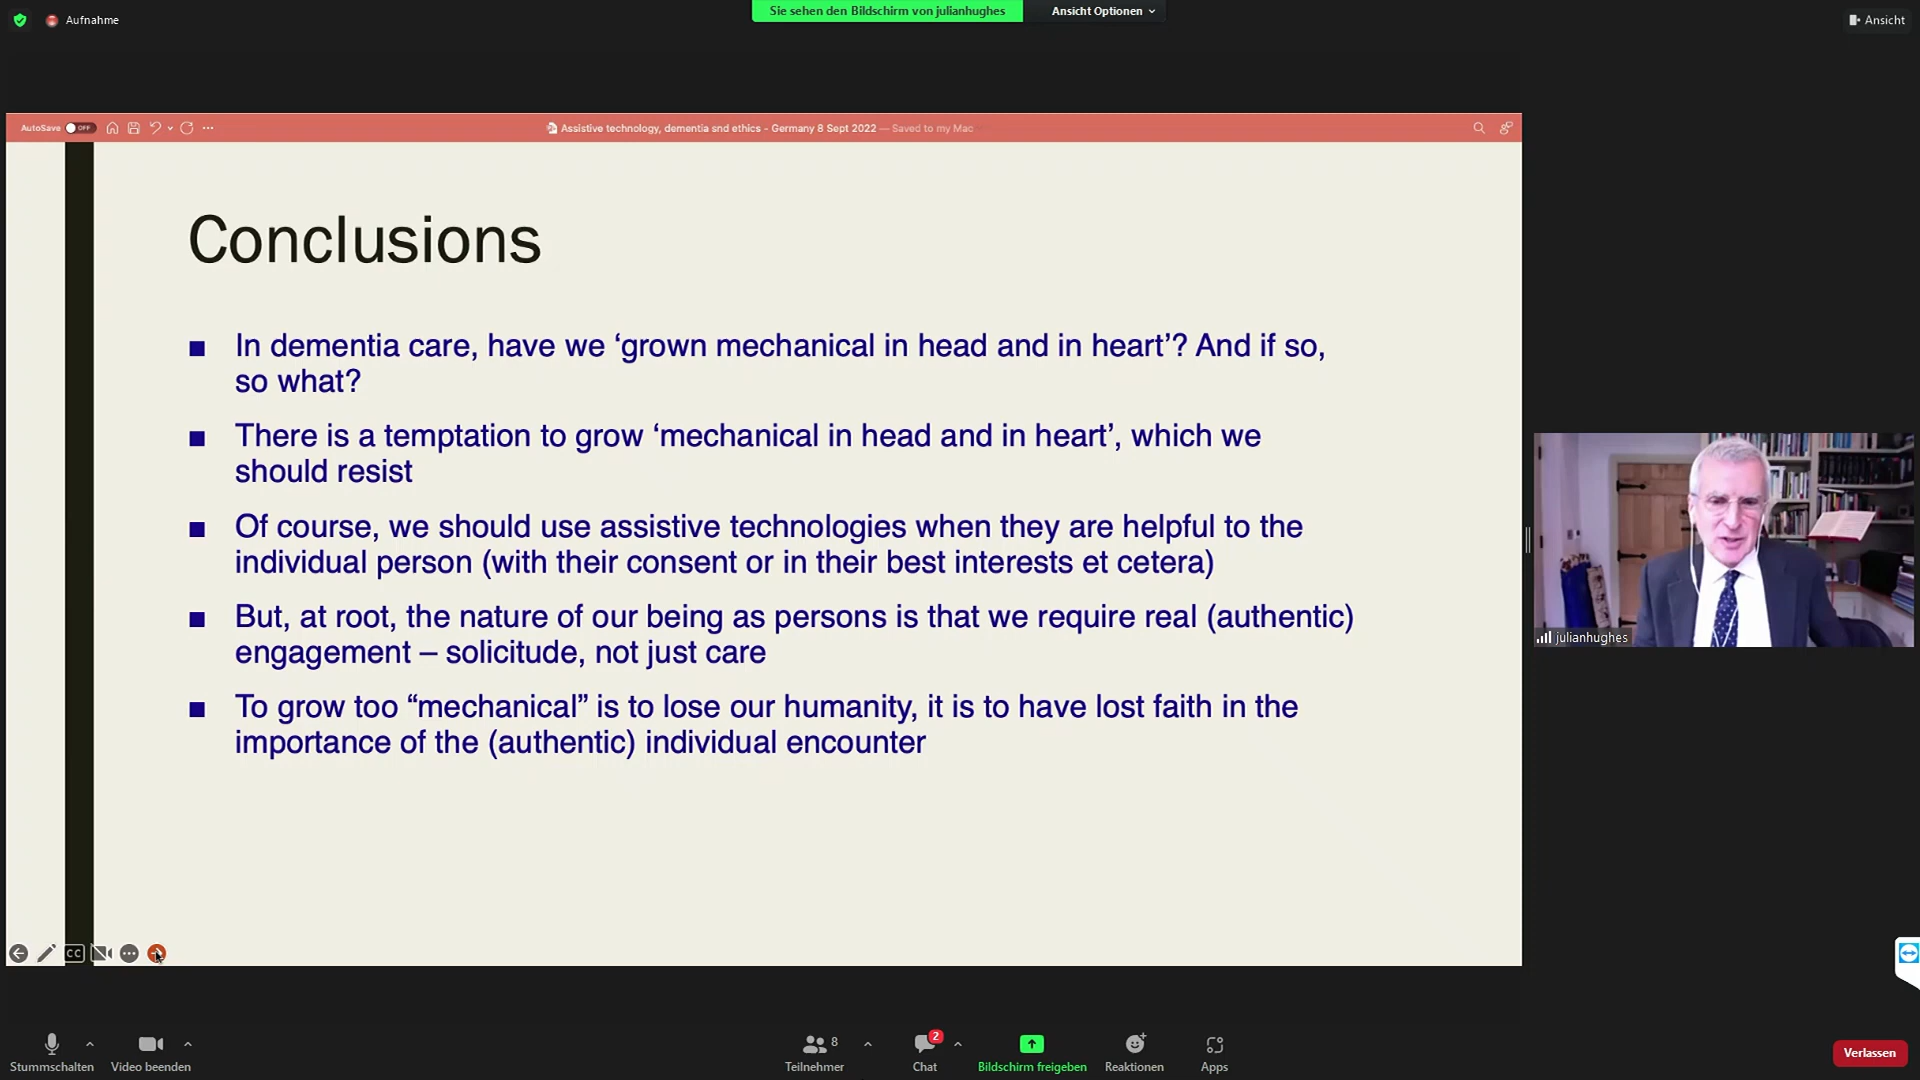 Aufnahme
Sie sehen den Bildschirm von julianhughes
Ansicht Optionen
Ansicht
AutoSave OFF
Assistive technology, dementia snd ethics - Germany 8 Sept 2022 — Saved to my Mac
Conclusions
■ In dementia care, have we ‘grown mechanical in head and in heart’? And if so,
so what?
■ There is a temptation to grow ‘mechanical in head and in heart’, which we
should resist
■ Of course, we should use assistive technologies when they are helpful to the
individual person (with their consent or in their best interests et cetera)
■ But, at root, the nature of our being as persons is that we require real (authentic)
engagement – solicitude, not just care
■ To grow too “mechanical” is to lose our humanity, it is to have lost faith in the
importance of the (authentic) individual encounter
julianhughes
CC
Stummschalten
Video beenden
8
Teilnehmer
2
Chat
Bildschirm freigeben
Reaktionen
Apps
Verlassen